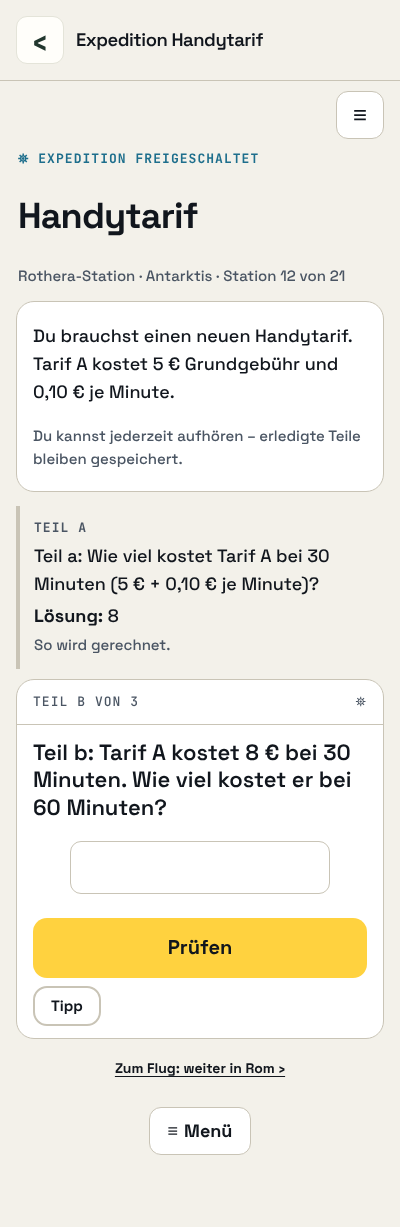 < Expedition Handytarif
≡
❋ EXPEDITION FREIGESCHALTET
Handytarif
Rothera-Station · Antarktis · Station 12 von 21
Du brauchst einen neuen Handytarif.
Tarif A kostet 5 € Grundgebühr und
0,10 € je Minute.
Du kannst jederzeit aufhören – erledigte Teile
bleiben gespeichert.
TEIL A
Teil a: Wie viel kostet Tarif A bei 30
Minuten (5 € + 0,10 € je Minute)?
Lösung: 8
So wird gerechnet.
TEIL B VON 3 ❋
Teil b: Tarif A kostet 8 € bei 30
Minuten. Wie viel kostet er bei
60 Minuten?
Prüfen
Tipp
Zum Flug: weiter in Rom >
≡ Menü